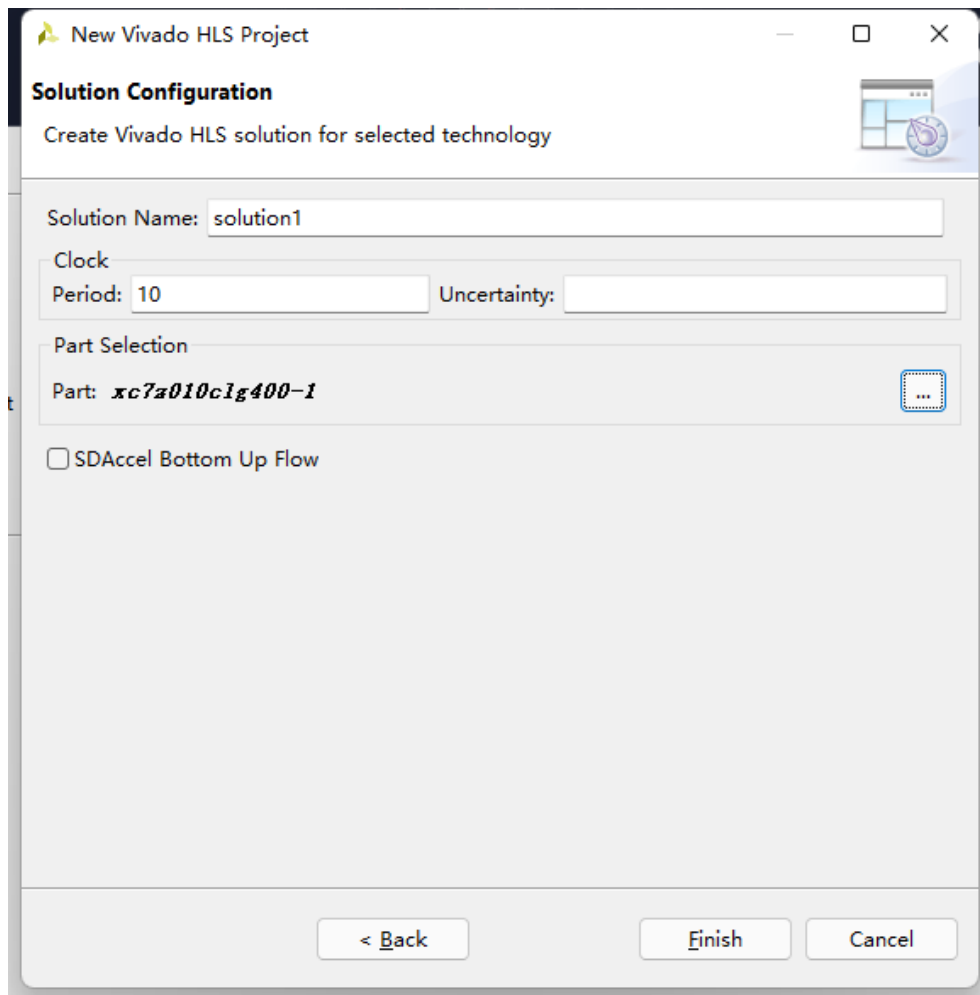 New Vivado HLS Project
Solution Configuration
Create Vivado HLS solution for selected technology
Solution Name: solution1
Clock
Period: 10 Uncertainty:
Part Selection
Part: xc7z010clg400-1 ...
t
SDAccel Bottom Up Flow
< Back Finish Cancel